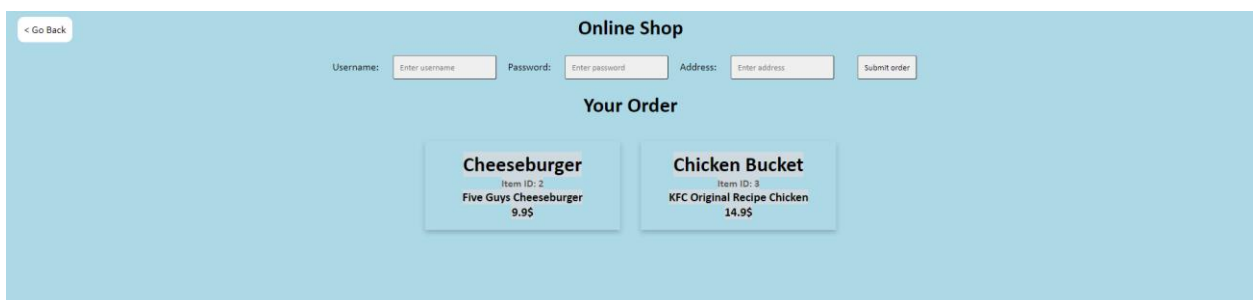 < Go Back
Online Shop
Username: Enter username Password: Enter password Address: Enter address Submit order
Your Order
Cheeseburger
Item ID: 2
Five Guys Cheeseburger
9.9$
Chicken Bucket
Item ID: 3
KFC Original Recipe Chicken
14.9$